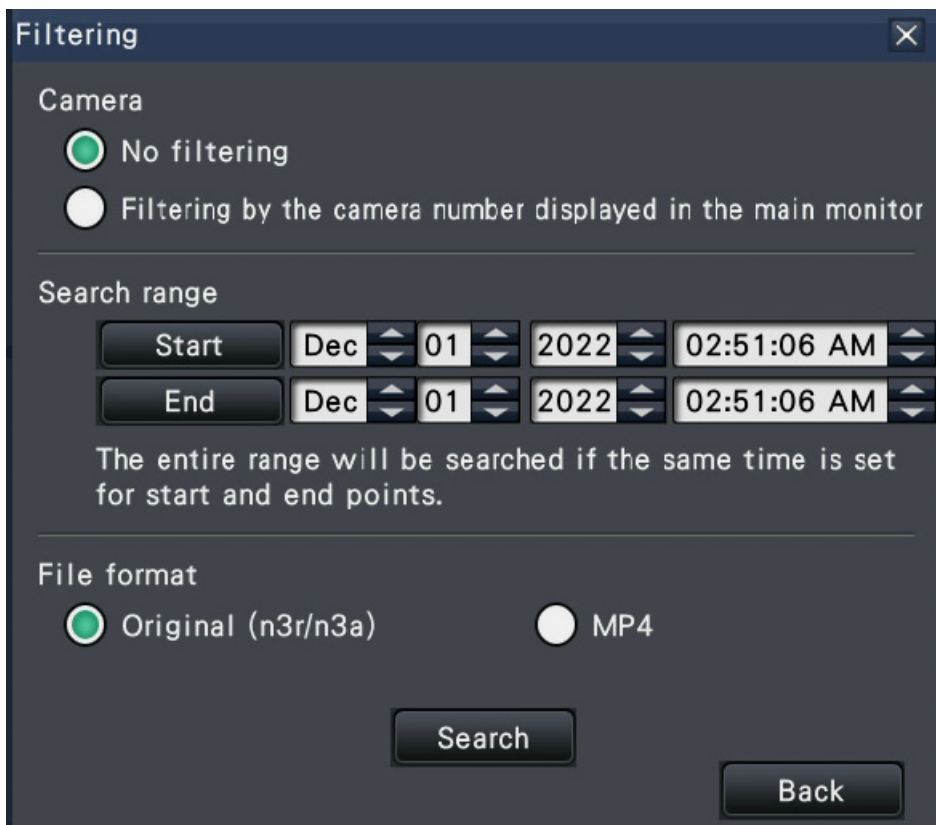 Filtering
Camera
No filtering
Filtering by the camera number displayed in the main monitor
Search range
Start Dec 01 2022 02:51:06 AM
End Dec 01 2022 02:51:06 AM
The entire range will be searched if the same time is set
for start and end points.
File format
Original (n3r/n3a) MP4
Search
Back